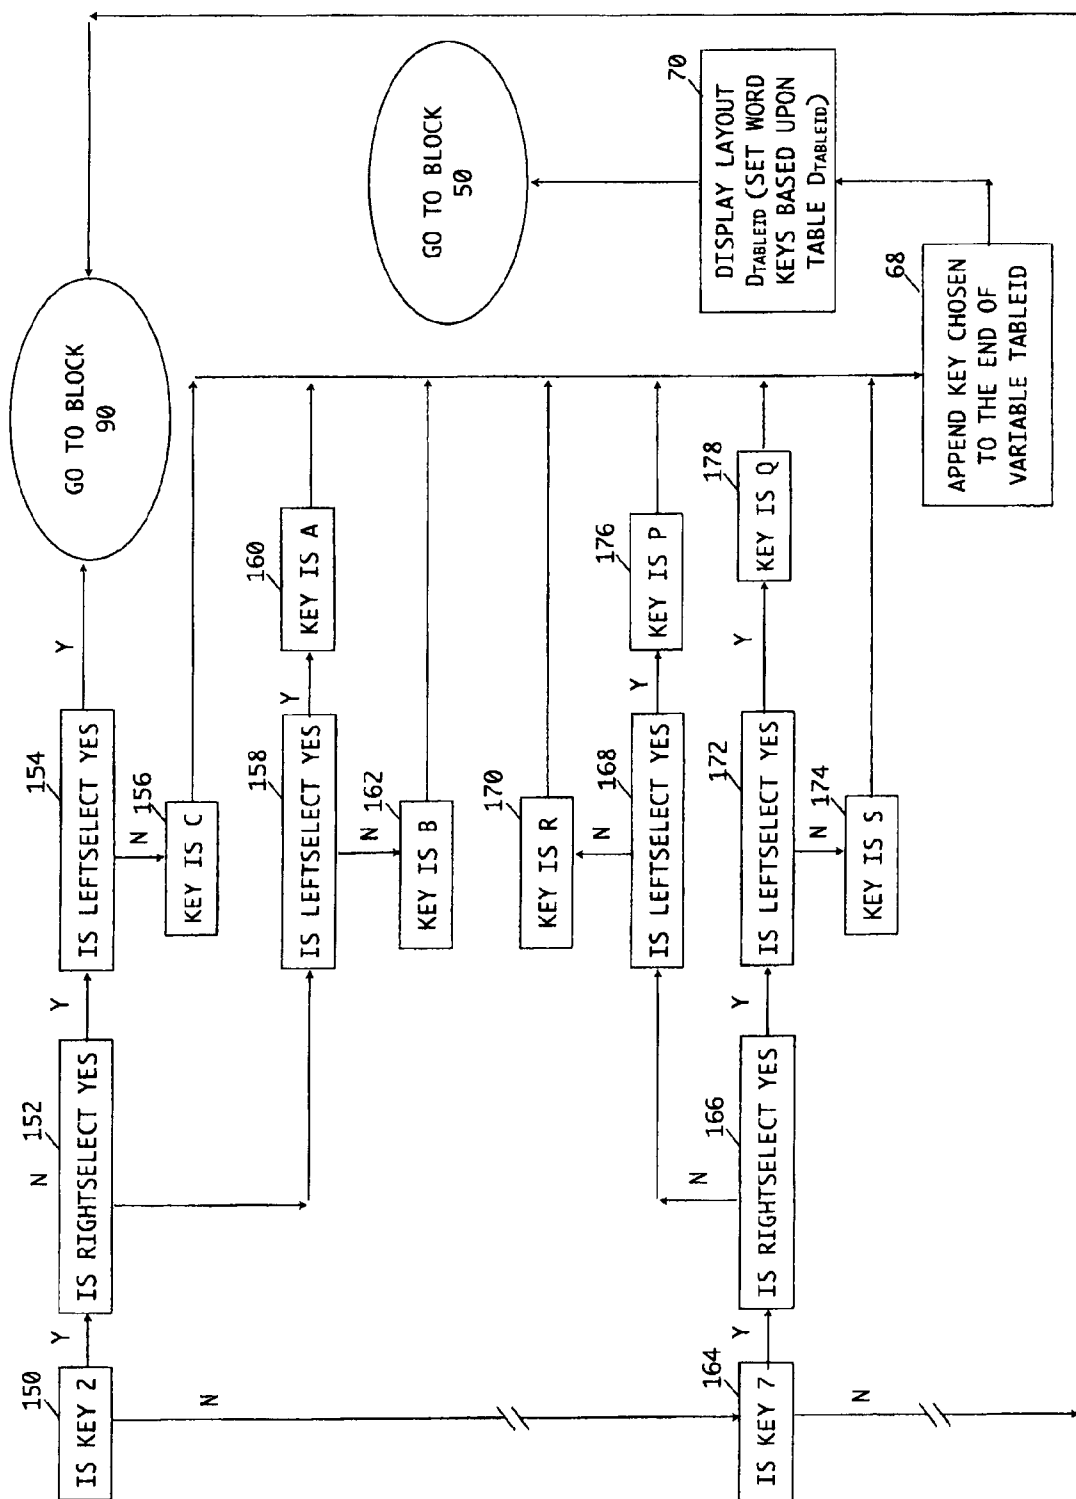 150
IS KEY 2
Y
N
152
N
IS RIGHTSELECT YES
Y
154
IS LEFTSELECT YES
Y
GO TO BLOCK
90
N
156
KEY IS C
158
IS LEFTSELECT YES
Y
160
KEY IS A
N
162
KEY IS B
GO TO BLOCK
50
170
KEY IS R
N
168
IS LEFTSELECT YES
Y
176
KEY IS P
164
IS KEY 7
Y
N
166
N
IS RIGHTSELECT YES
Y
172
IS LEFTSELECT YES
Y
178
KEY IS Q
N
174
KEY IS S
70
DISPLAY LAYOUT
DTABLEID (SET WORD
KEYS BASED UPON
TABLE DTABLEID)
68
APPEND KEY CHOSEN
TO THE END OF
VARIABLE TABLEID